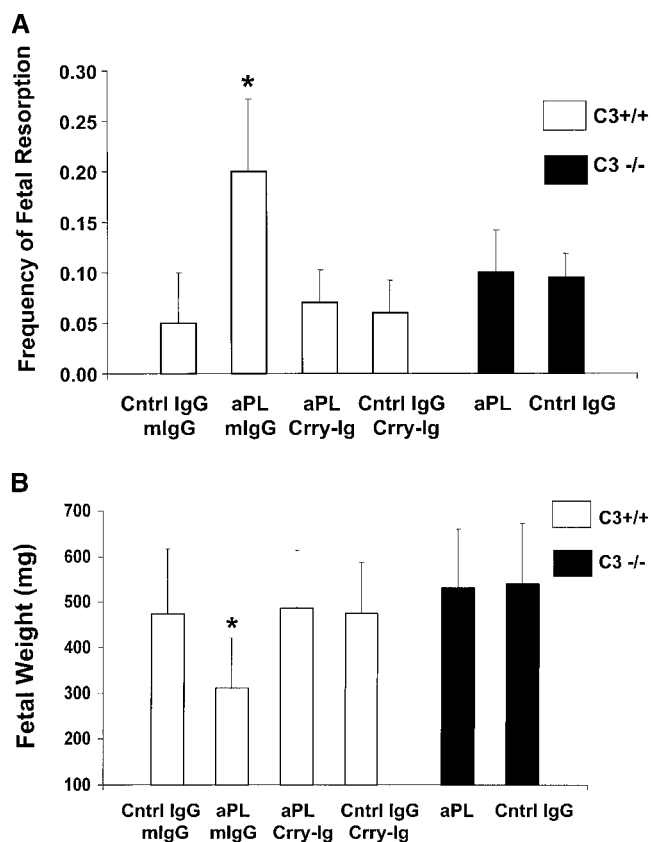 A
Frequency of Fetal Resorption
0.30
0.25
0.20
0.15
0.10
0.05
0.00
*
C3+/+
C3 -/-
Cntrl IgG
mIgG
aPL
mIgG
aPL
Crry-Ig
Cntrl IgG
Crry-Ig
aPL
Cntrl IgG
B
Fetal Weight (mg)
700
600
500
400
300
200
100
*
C3+/+
C3 -/-
Cntrl IgG
mIgG
aPL
mIgG
aPL
Crry-Ig
Cntrl IgG
Crry-Ig
aPL
Cntrl IgG